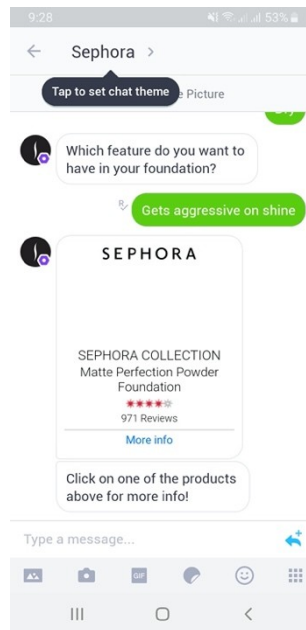 9:28
53%
Sephora
Tap to set chat theme
Picture
Which feature do you want to
have in your foundation?
Gets aggressive on shine
SEPHORA
SEPHORA COLLECTION
Matte Perfection Powder
Foundation
971 Reviews
More info
Click on one of the products
above for more info!
Type a message...
GIF